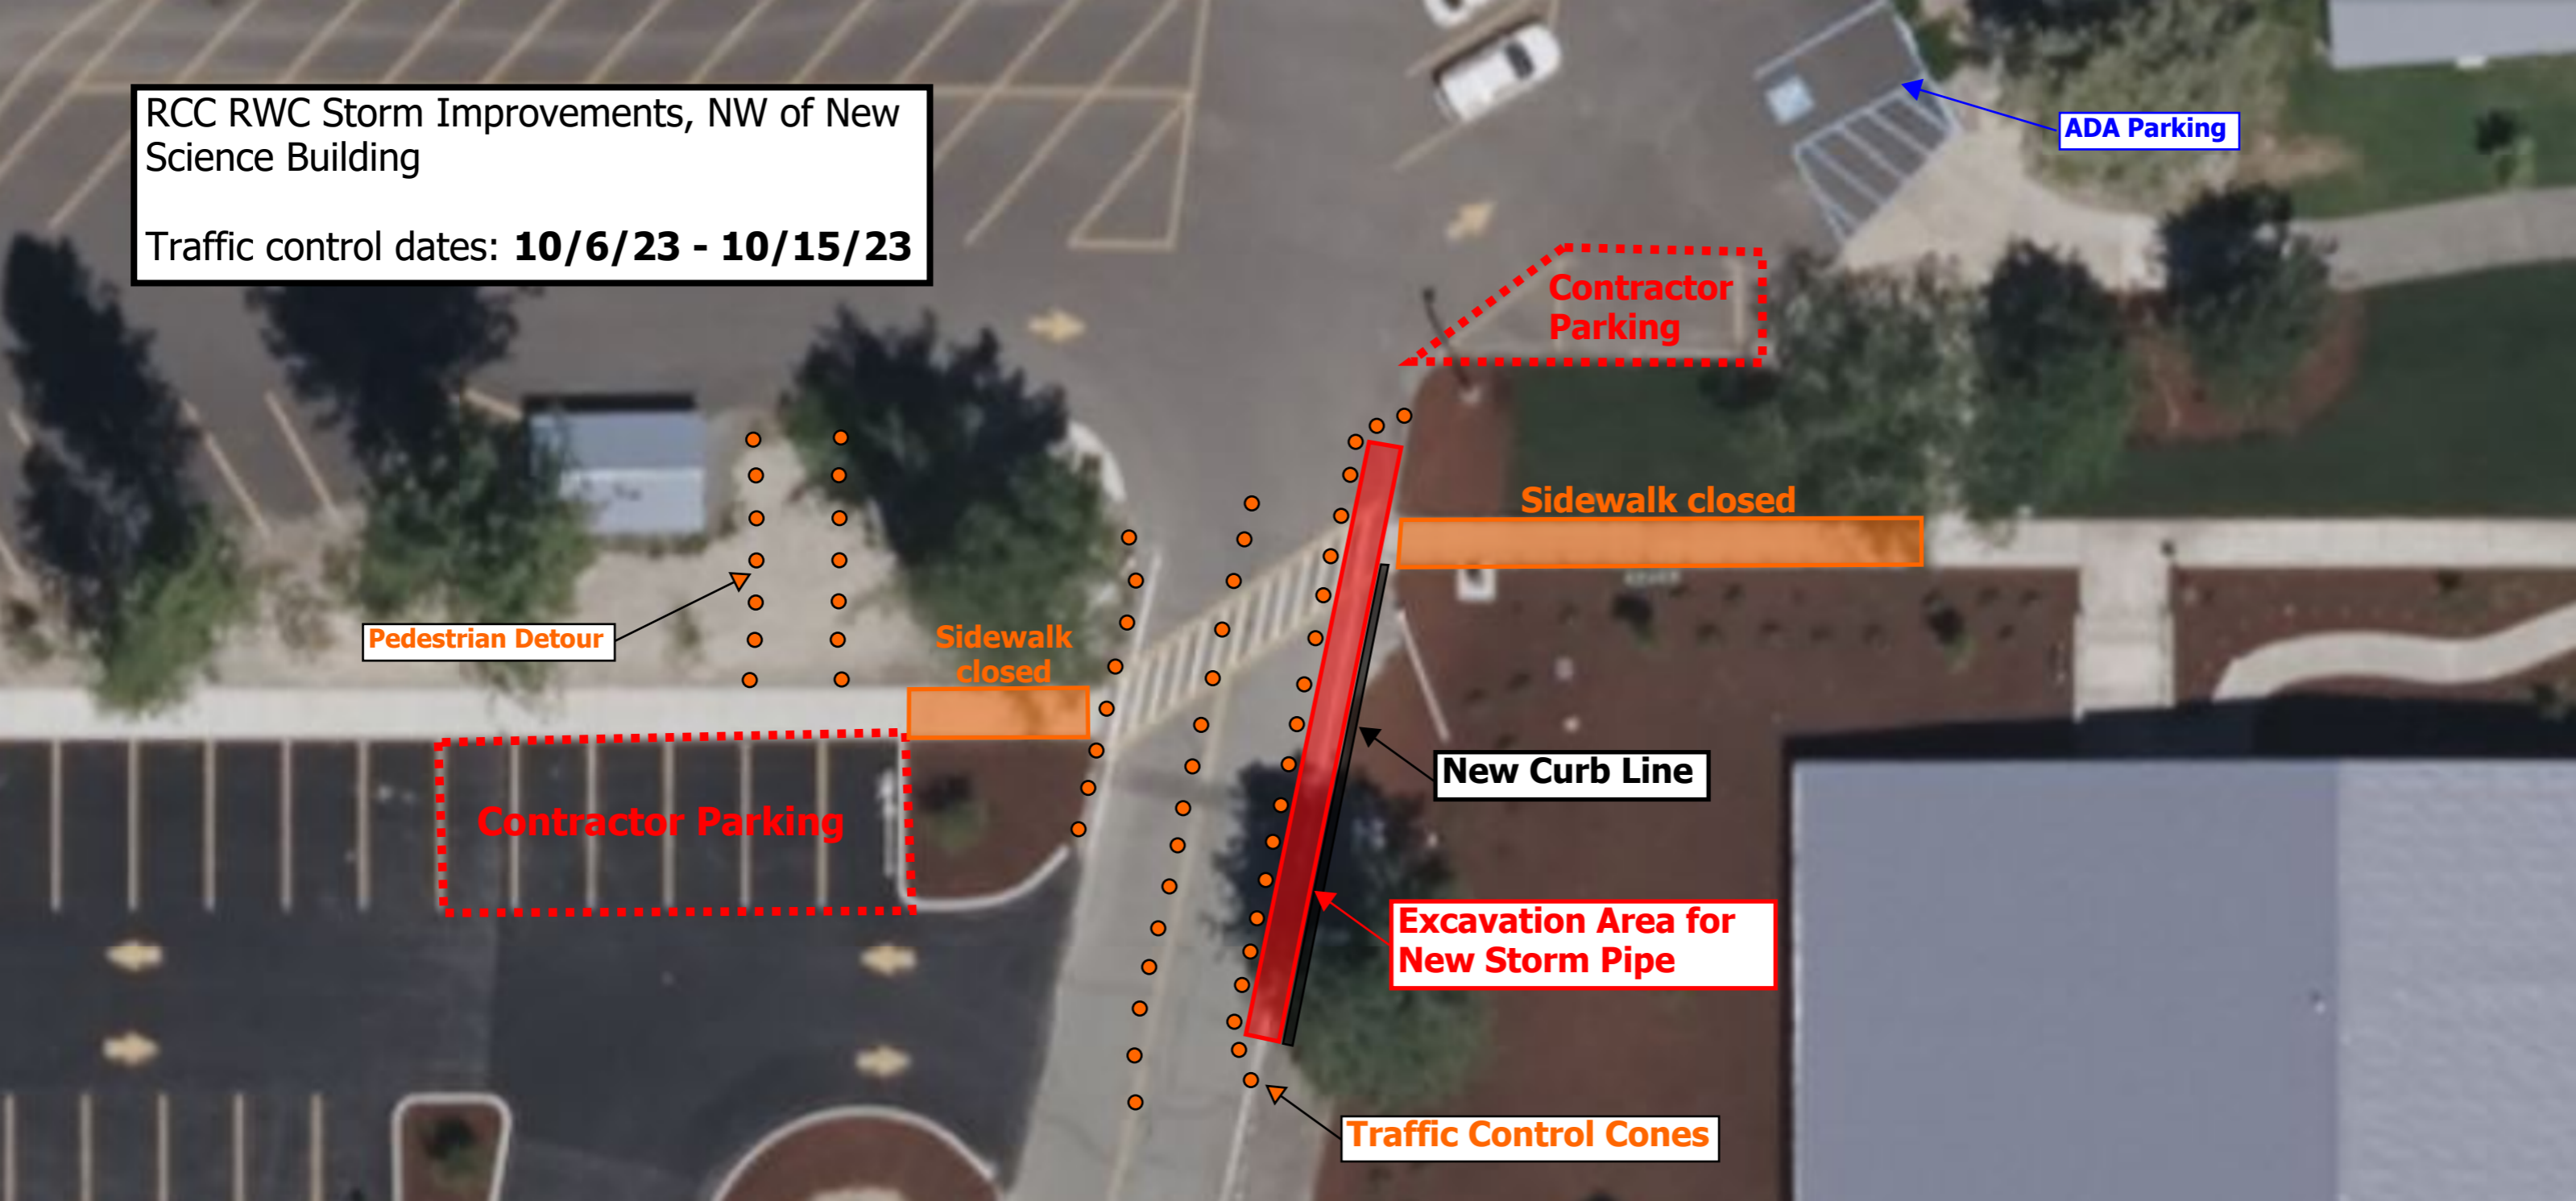 RCC RWC Storm Improvements, NW of New
Science Building
Traffic control dates: 10/6/23 - 10/15/23
ADA Parking
Contractor
Parking
Sidewalk closed
Pedestrian Detour
Sidewalk
closed
New Curb Line
Contractor Parking
Excavation Area for
New Storm Pipe
Traffic Control Cones